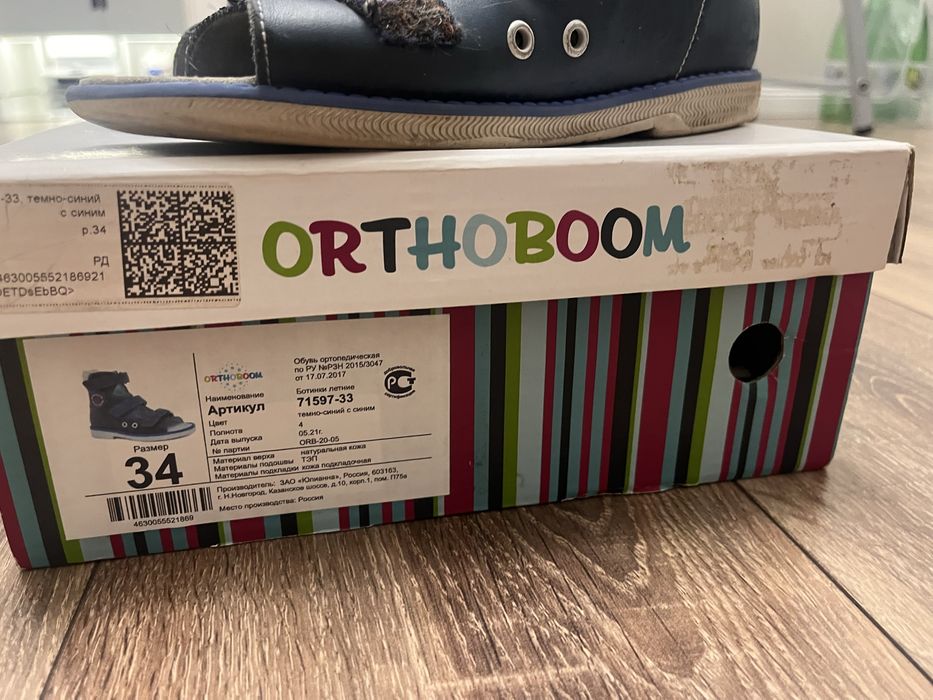 -33, темно-синий
с синим
р.34
РД
4630055521​86921
ORTHOBOOM
ORTHOBOOM
Обувь ортопедическая
по РУ №РЗН 2015/3047
от 17.07.2017
Наименование Ботинки летние
Артикул 71597-33
Цвет темно-синий с синим
Полнота 4
Дата выпуска 05.21г.
№ партии ORB-20-05
Материал верха натуральная кожа
Материалы подошвы ТЭП
Материалы подкладки кожа подкладочная
Размер
34
4630055521869
Производитель: ЗАО «Юлианна», Россия, 603163,
г. Н.Новгород, Казанское шоссе, д.10, корп.1, пом. П75в
Место производства: Россия